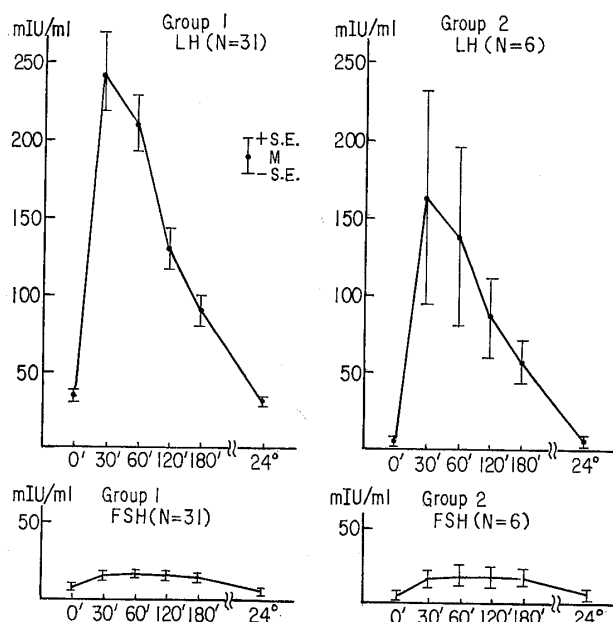 mIU/ml
Group 1
LH (N=31)
250
200
150
100
50
0' 30' 60' 120' 180' 24°
+S.E.
M
-S.E.
mIU/ml
Group 2
LH (N=6)
250
200
150
100
50
0' 30' 60' 120' 180' 24°
mIU/ml
Group 1
FSH (N=31)
50
0' 30' 60' 120' 180' 24°
mIU/ml
Group 2
FSH (N=6)
50
0' 30' 60' 120' 180' 24°